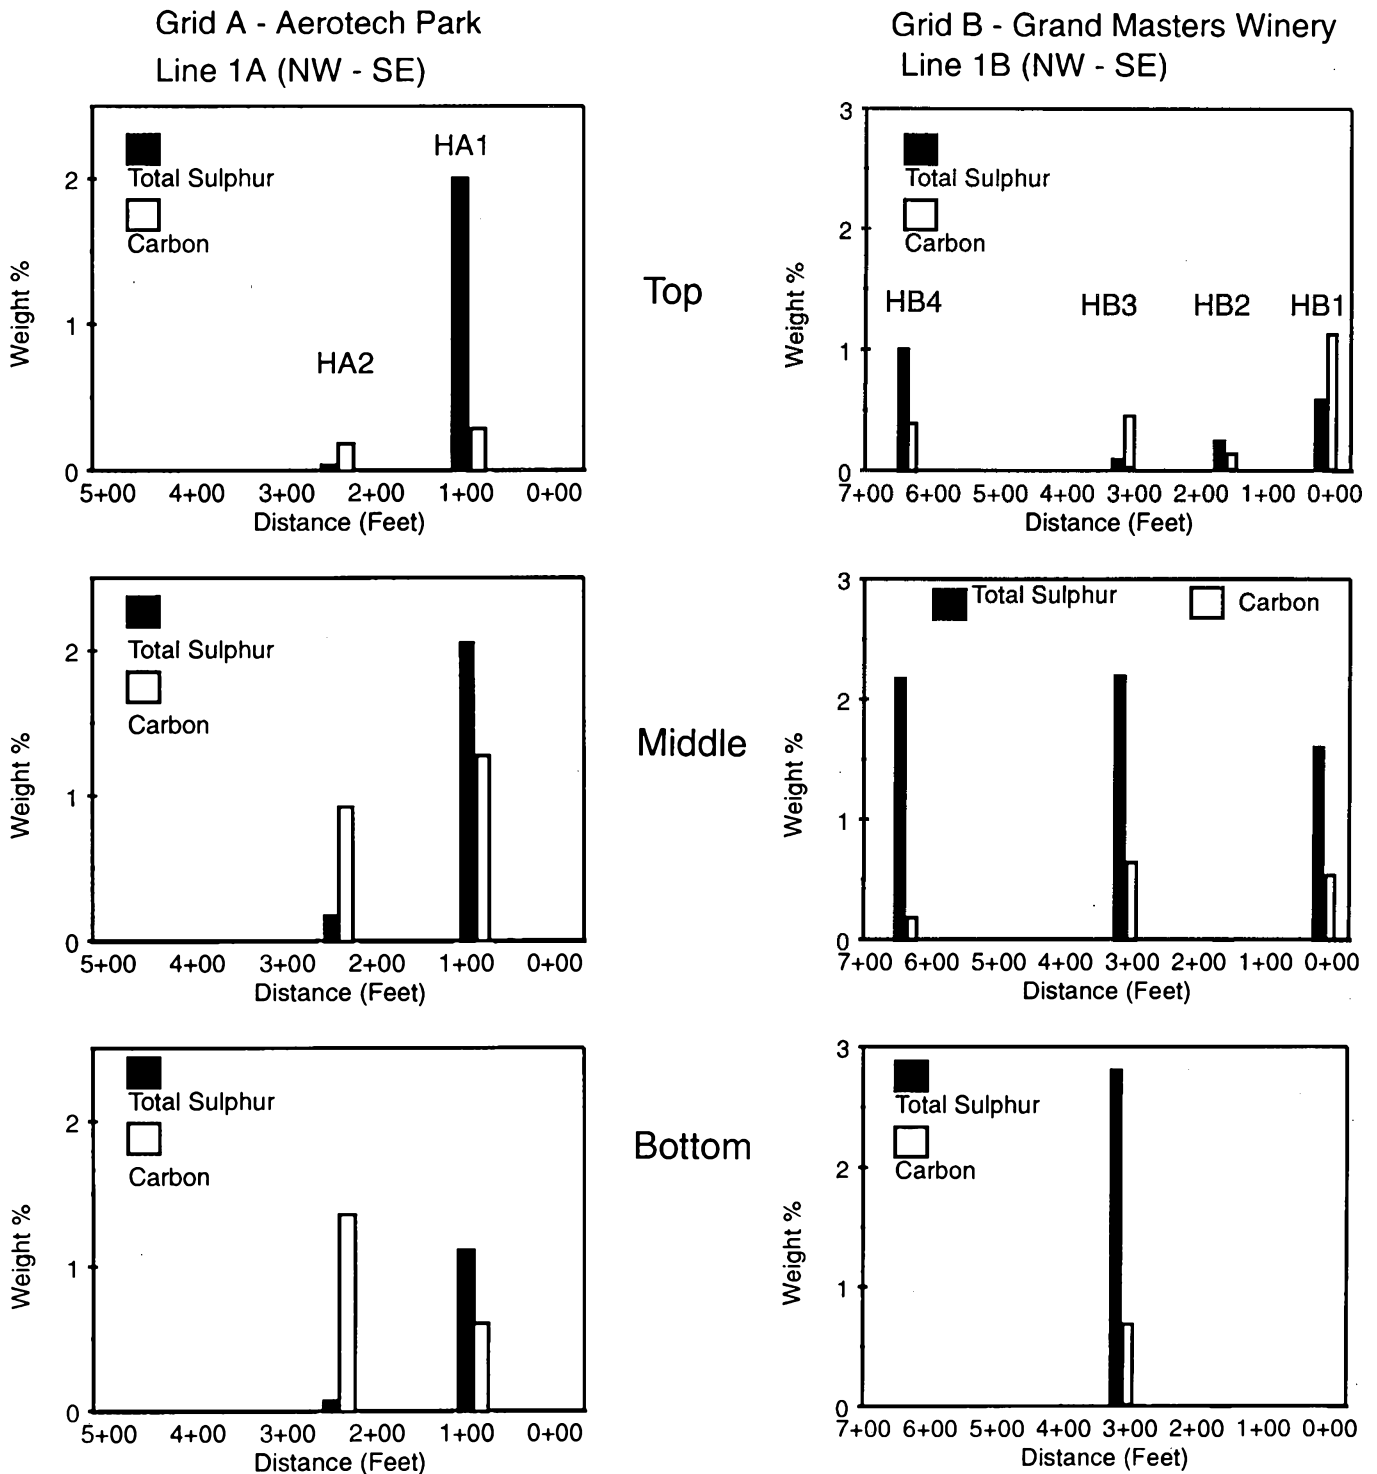 Grid A - Aerotech Park
Line 1A (NW - SE)
Grid B - Grand Masters Winery
Line 1B (NW - SE)
Top
Weight %
2
1
0
Total Sulphur
Carbon
HA1
HA2
5+00 4+00 3+00 2+00 1+00 0+00
Distance (Feet)
Weight %
3
2
1
0
Total Sulphur
Carbon
HB4 HB3 HB2 HB1
7+00 6+00 5+00 4+00 3+00 2+00 1+00 0+00
Distance (Feet)
Middle
Weight %
2
1
0
Total Sulphur
Carbon
5+00 4+00 3+00 2+00 1+00 0+00
Distance (Feet)
Weight %
3
2
1
0
Total Sulphur Carbon
7+00 6+00 5+00 4+00 3+00 2+00 1+00 0+00
Distance (Feet)
Bottom
Weight %
2
1
0
Total Sulphur
Carbon
5+00 4+00 3+00 2+00 1+00 0+00
Distance (Feet)
Weight %
3
2
1
0
Total Sulphur
Carbon
7+00 6+00 5+00 4+00 3+00 2+00 1+00 0+00
Distance (Feet)